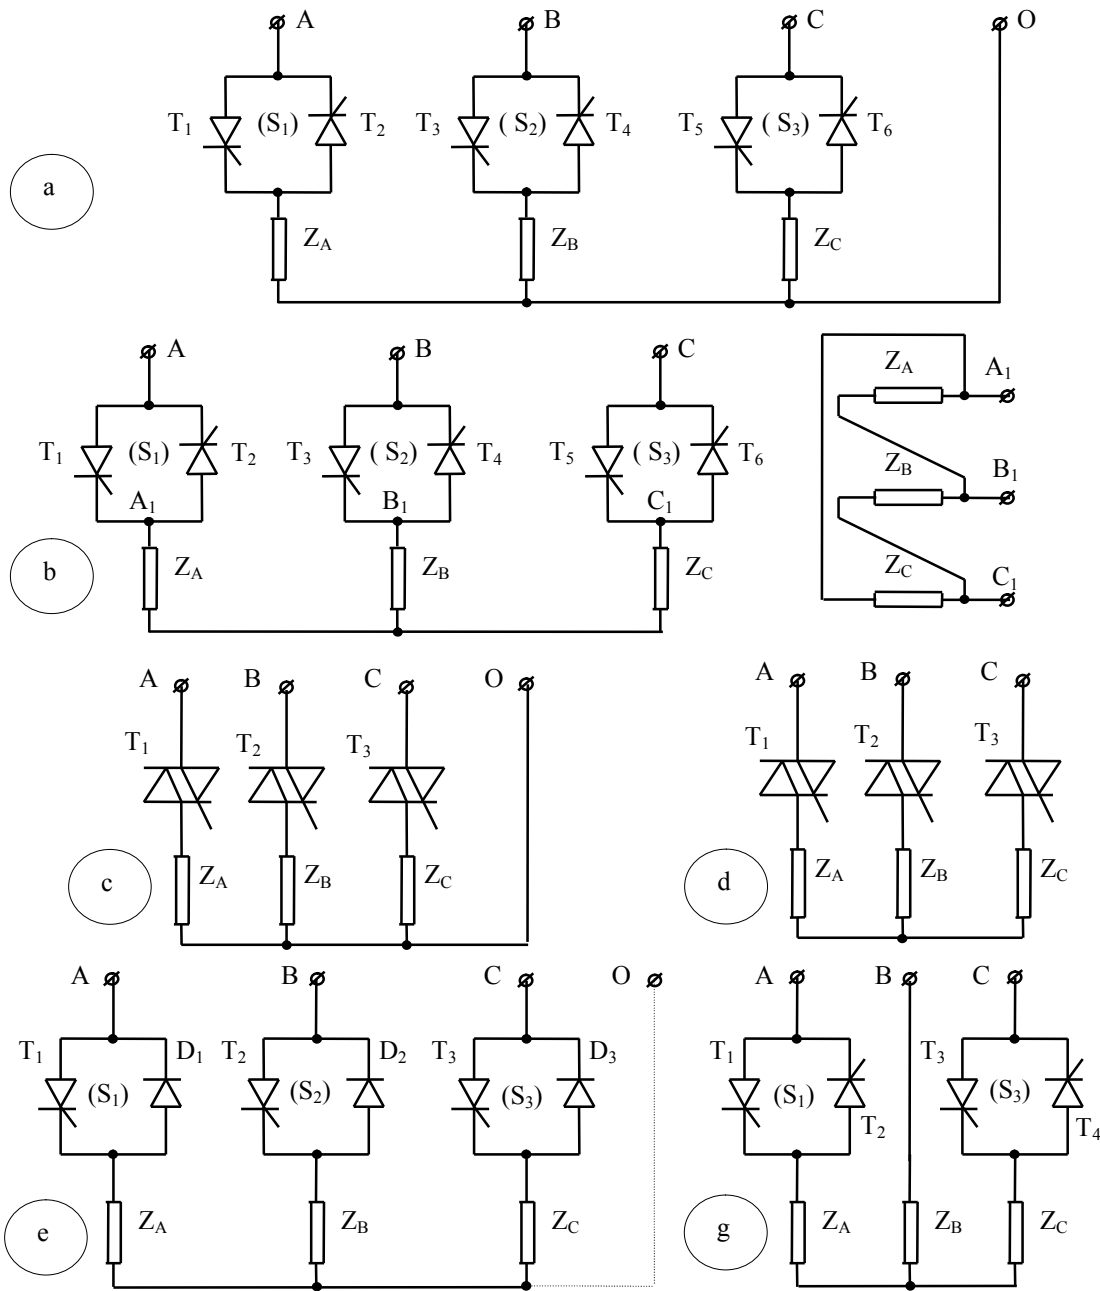 A B C O
T1 (S1) T2 T3 ( S2) T4 T5 ( S3) T6
a
ZA ZB ZC
A B C
ZA A1
T1 (S1) T2 T3 ( S2) T4 T5 ( S3) T6
ZB B1
A1 B1 C1
b ZA ZB ZC
ZC C1
A B C O
A B C
T1 T2 T3
T1 T2 T3
c ZA ZB ZC
d ZA ZB ZC
A B C O
A B C
T1 (S1) D1 T2 (S2) D2 T3 (S3) D3
T1 (S1) T2 T3 (S3) T4
e ZA ZB ZC
g ZA ZB ZC